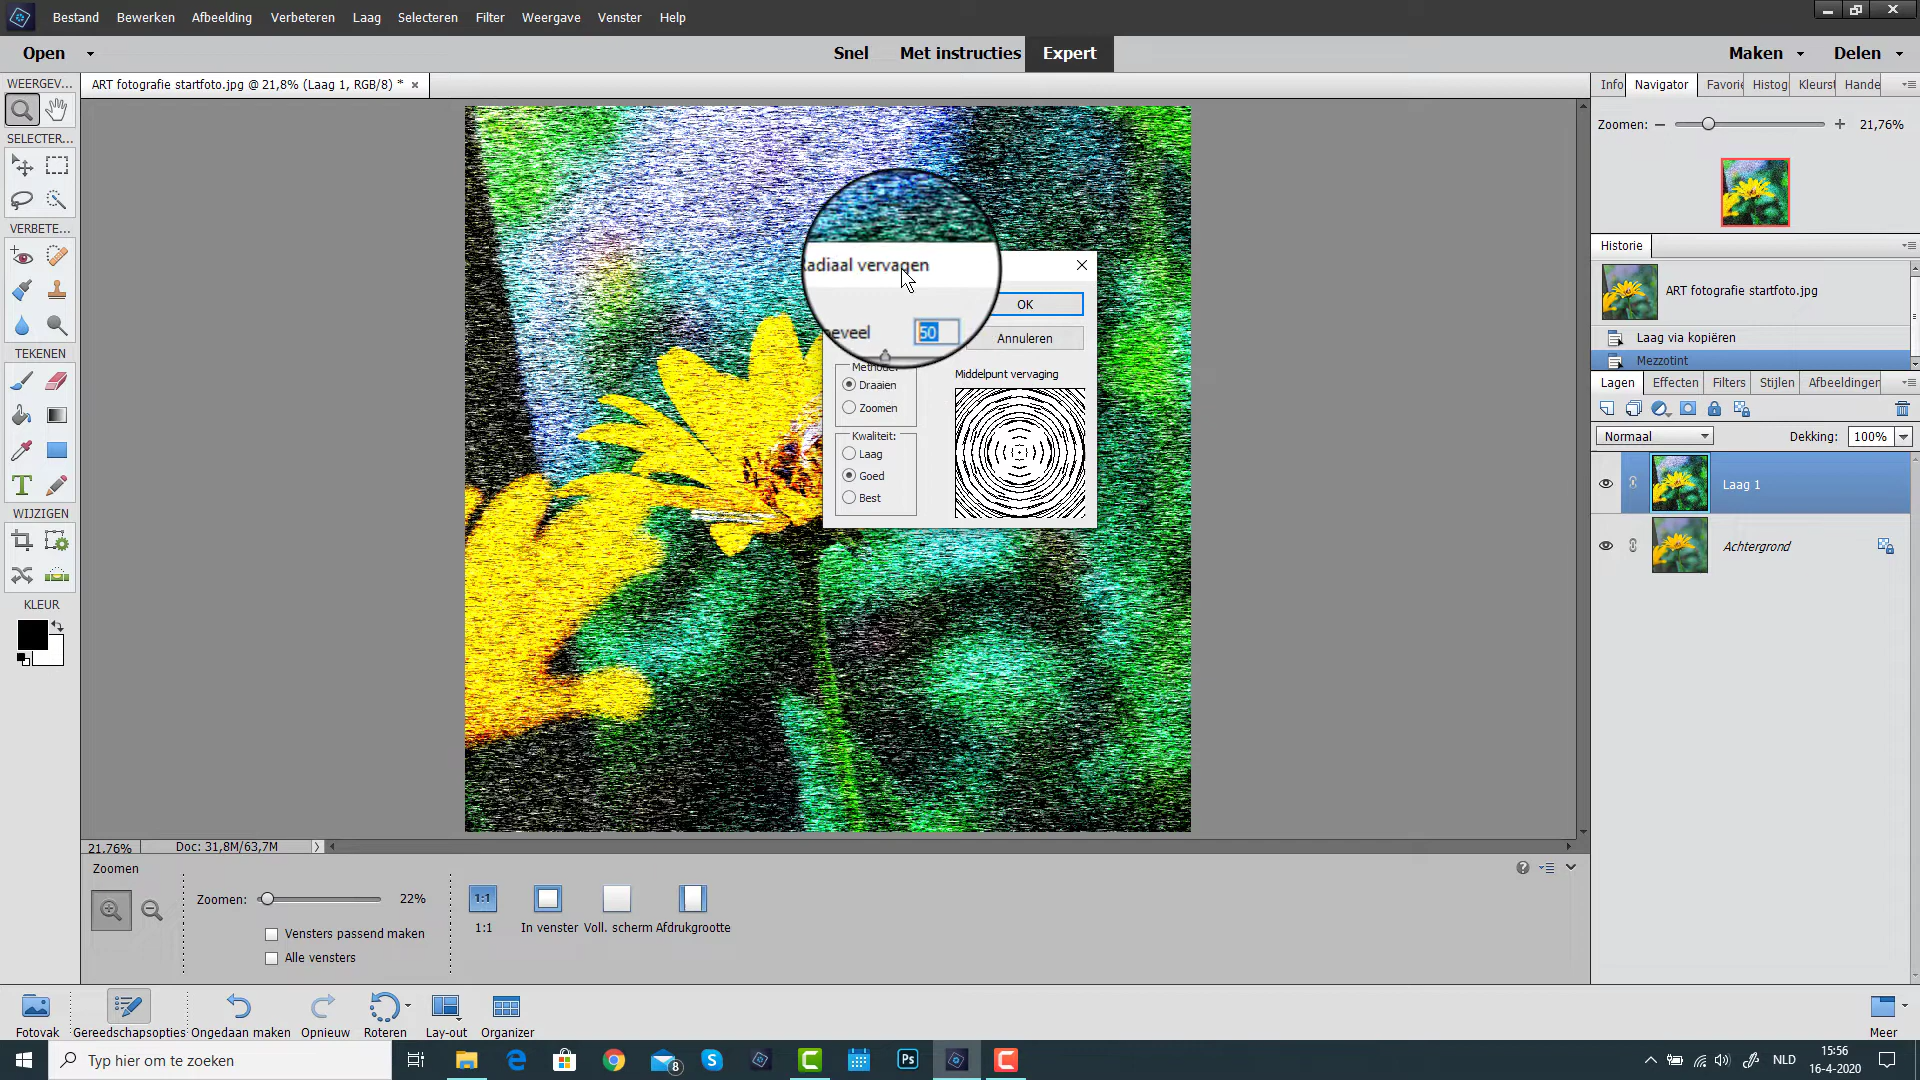 Bestand Bewerken Afbeelding Verbeteren Laag Selecteren Filter Weergave Venster Help
Open Snel Met instructies Expert Maken Delen
WEERGEV... ART fotografie startfoto.jpg @ 21,8% (Laag 1, RGB/8) * × Info Navigator Favorie Histog Kleurst Hande
Zoomen: 21,76%
SELECTER...
VERBETE...
Historie
Radiaal vervagen
ART fotografie startfoto.jpg
OK
50
Annuleren
Laag via kopiëren
Mezzotint
TEKENEN
Methode:
Middelpunt vervaging
Draaien
Zoomen
Lagen Effecten Filters Stijlen Afbeeldingen
Kwaliteit:
Laag
Goed
Best
Normaal Dekking: 100%
Laag 1
WIJZIGEN
Achtergrond
KLEUR
21,76% Doc: 31,8M/63,7M
Zoomen
Zoomen: 22% 1:1
1:1 In venster Voll. scherm Afdrukgrootte
Vensters passend maken
Alle vensters
Fotovak Gereedschapsopties Ongedaan maken Opnieuw Roteren Lay-out Organizer Meer
Typ hier om te zoeken 8 Ps NLD 15:56
16-4-2020